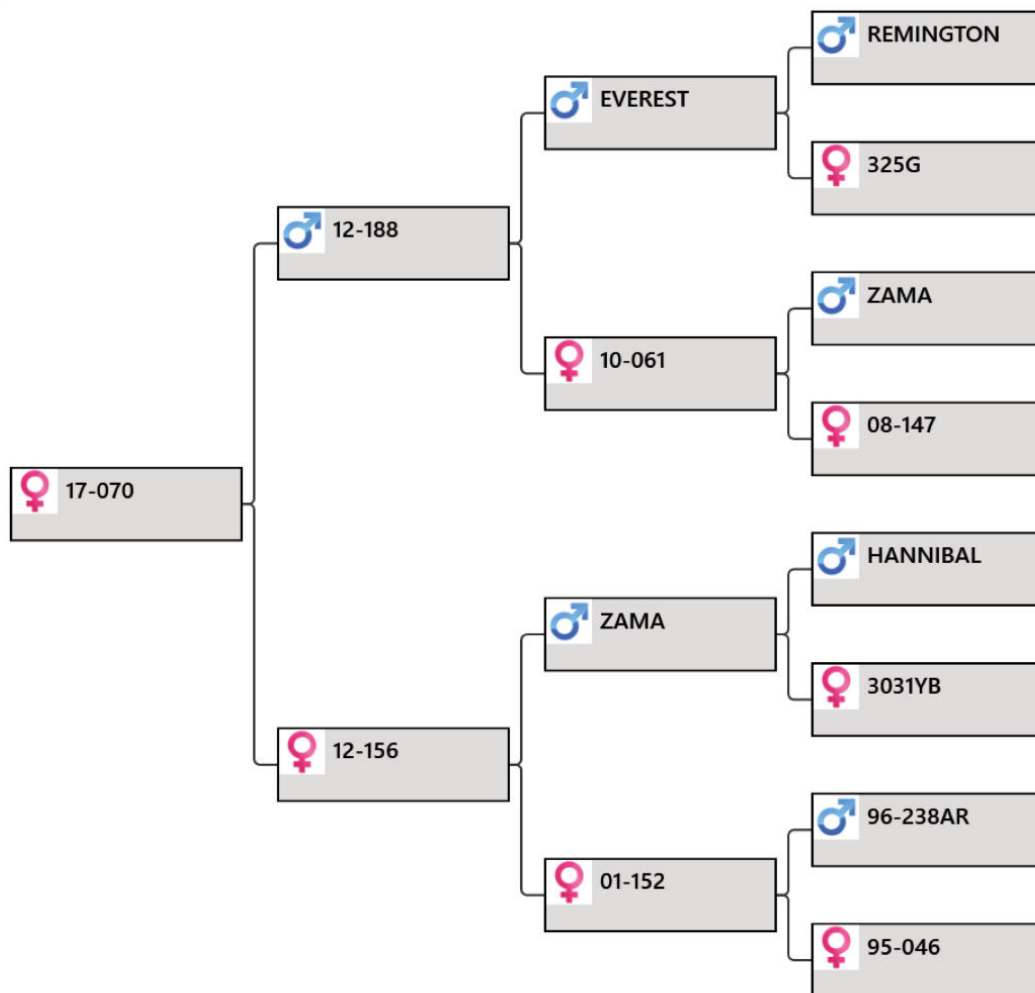 REMINGTON
EVEREST
325G
12-188
ZAMA
10-061
08-147
17-070
HANNIBAL
ZAMA
3031YB
12-156
96-238AR
01-152
95-046